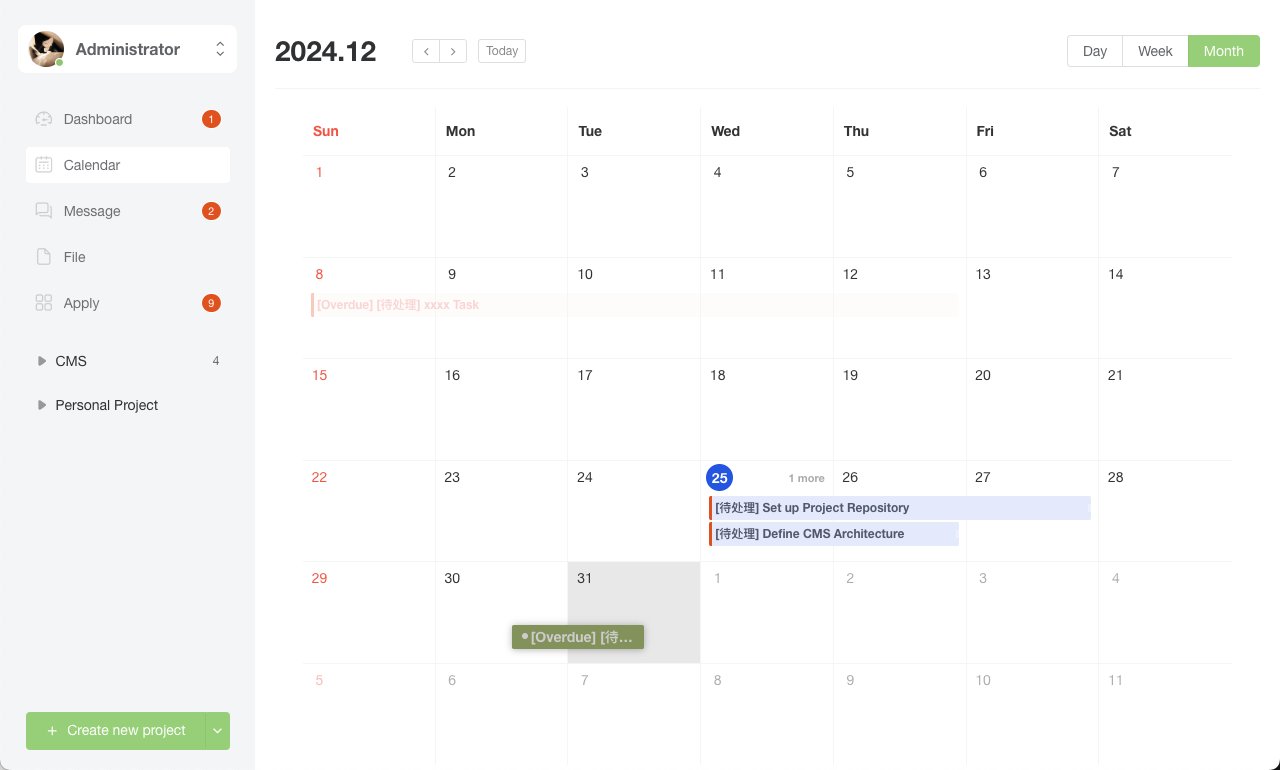 Administrator
Dashboard 1
Calendar
Message 2
File
Apply 9
CMS 4
Personal Project
+ Create new project
2024.12
Today
Day Week Month
Sun Mon Tue Wed Thu Fri Sat
1 2 3 4 5 6 7
8 9 10 11 12 13 14
[Overdue] [待处理] xxxx Task
15 16 17 18 19 20 21
22 23 24 25 1 more 26 27 28
[待处理] Set up Project Repository
[待处理] Define CMS Architecture
29 30 31 1 2 3 4
[Overdue] [待...
5 6 7 8 9 10 11